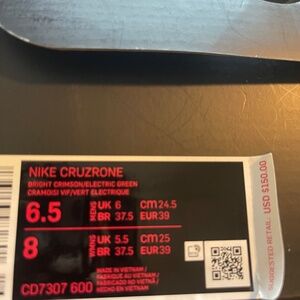 NIKE CRUZRONE
BRIGHT CRIMSON/ELECTRIC GREEN
CRAMOISI VIF/VERT ELECTRIQUE
6.5 MENS UK 6 CM 24.5
BR 37.5 EUR 39
8 WMNS UK 5.5 CM 25
BR 37.5 EUR 39
MADE IN VIETNAM/
FABRIQUE AU VIETNAM/
FABRICADO NO VIETNÃ/
HECHO EN VIETNAM
CD7307 600
SUGGESTED RETAIL: USD $150.00